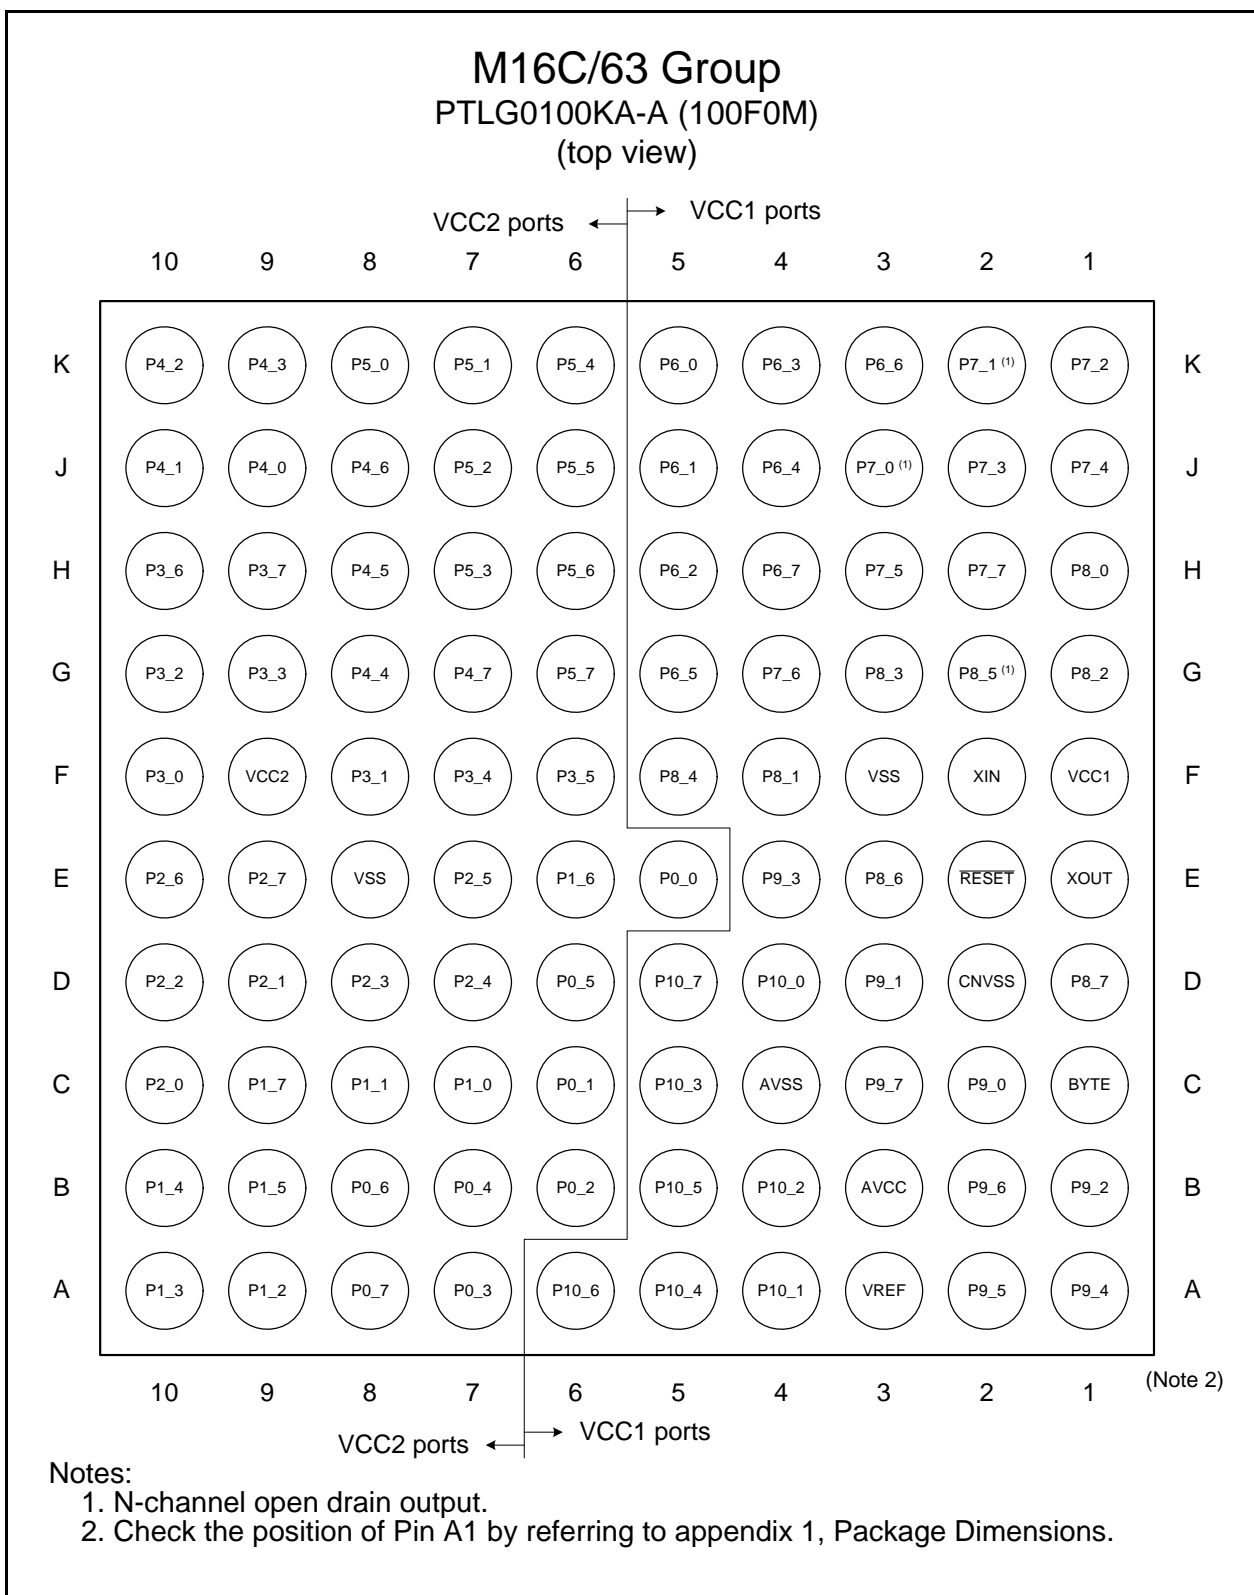 M16C/63 Group
PTLG0100KA-A (100F0M)
(top view)
VCC2 ports VCC1 ports
10 9 8 7 6 5 4 3 2 1
K P4_2 P4_3 P5_0 P5_1 P5_4 P6_0 P6_3 P6_6 P7_1 (1) P7_2 K
J P4_1 P4_0 P4_6 P5_2 P5_5 P6_1 P6_4 P7_0 (1) P7_3 P7_4 J
H P3_6 P3_7 P4_5 P5_3 P5_6 P6_2 P6_7 P7_5 P7_7 P8_0 H
G P3_2 P3_3 P4_4 P4_7 P5_7 P6_5 P7_6 P8_3 P8_5 (1) P8_2 G
F P3_0 VCC2 P3_1 P3_4 P3_5 P8_4 P8_1 VSS XIN VCC1 F
E P2_6 P2_7 VSS P2_5 P1_6 P0_0 P9_3 P8_6 RESET XOUT E
D P2_2 P2_1 P2_3 P2_4 P0_5 P10_7 P10_0 P9_1 CNVSS P8_7 D
C P2_0 P1_7 P1_1 P1_0 P0_1 P10_3 AVSS P9_7 P9_0 BYTE C
B P1_4 P1_5 P0_6 P0_4 P0_2 P10_5 P10_2 AVCC P9_6 P9_2 B
A P1_3 P1_2 P0_7 P0_3 P10_6 P10_4 P10_1 VREF P9_5 P9_4 A
10 9 8 7 6 5 4 3 2 1 (Note 2)
VCC2 ports VCC1 ports
Notes:
1. N-channel open drain output.
2. Check the position of Pin A1 by referring to appendix 1, Package Dimensions.